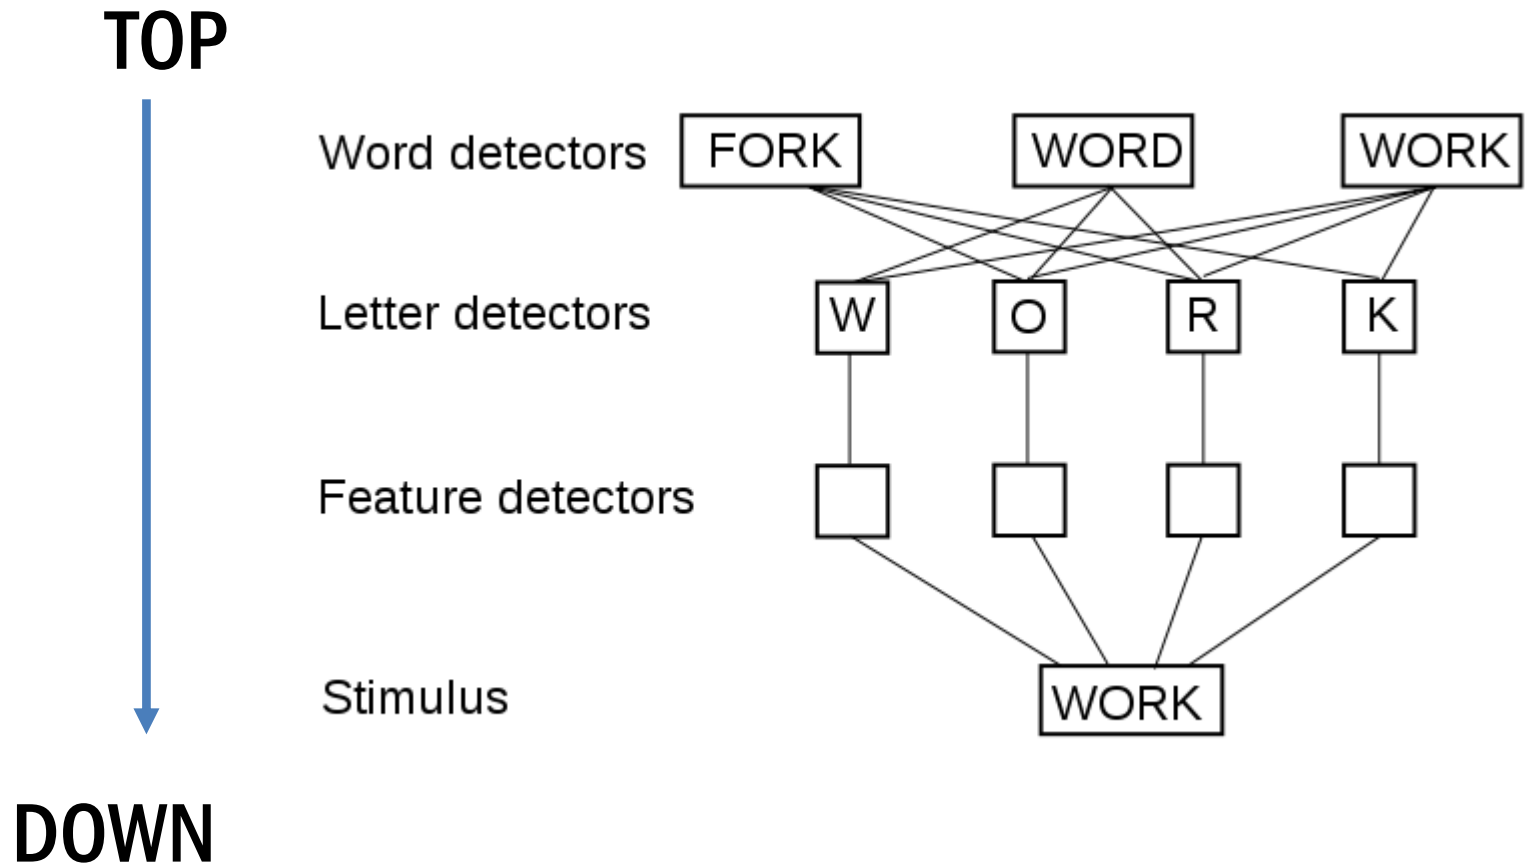 TOP
Word detectors FORK WORD WORK
Letter detectors W O R K
Feature detectors
Stimulus WORK
DOWN